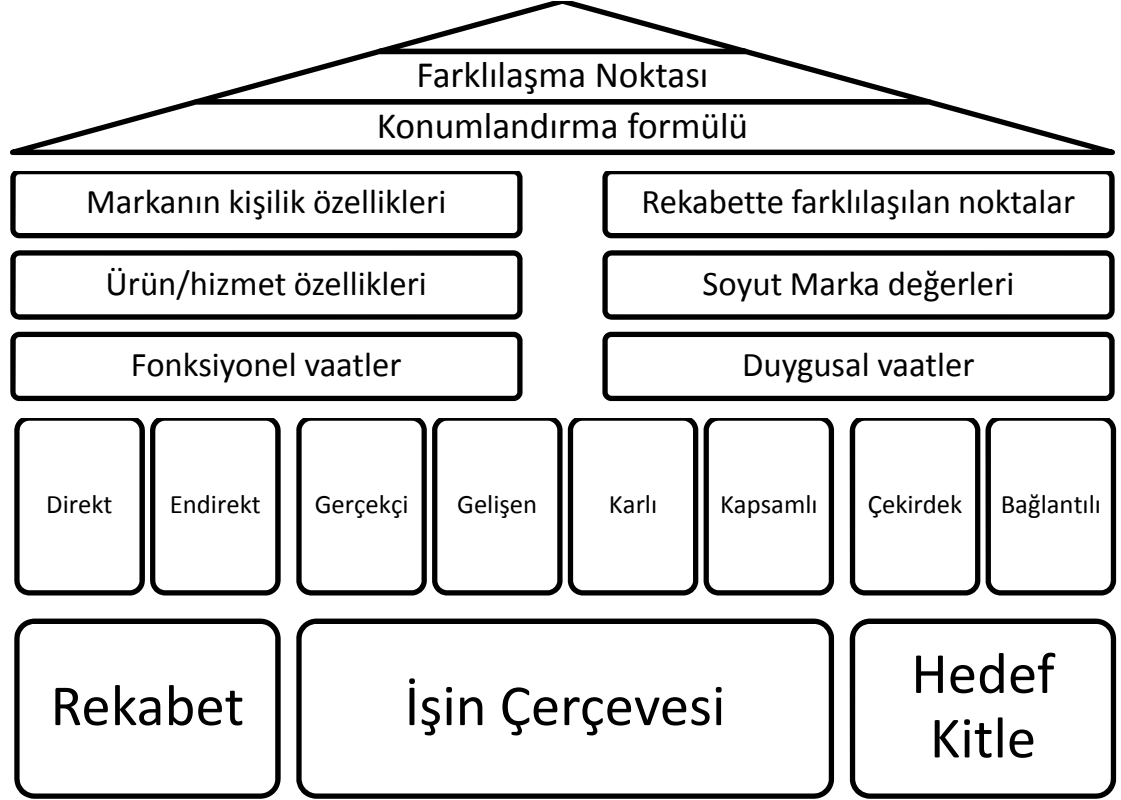 Farklılaşma Noktası
Konumlandırma formülü
Markanın kişilik özellikleri
Rekabette farklılaşılan noktalar
Ürün/hizmet özellikleri
Soyut Marka değerleri
Fonksiyonel vaatler
Duygusal vaatler
Direkt
Endirekt
Gerçekçi
Gelişen
Karlı
Kapsamlı
Çekirdek
Bağlantılı
Rekabet
İşin Çerçevesi
Hedef
Kitle